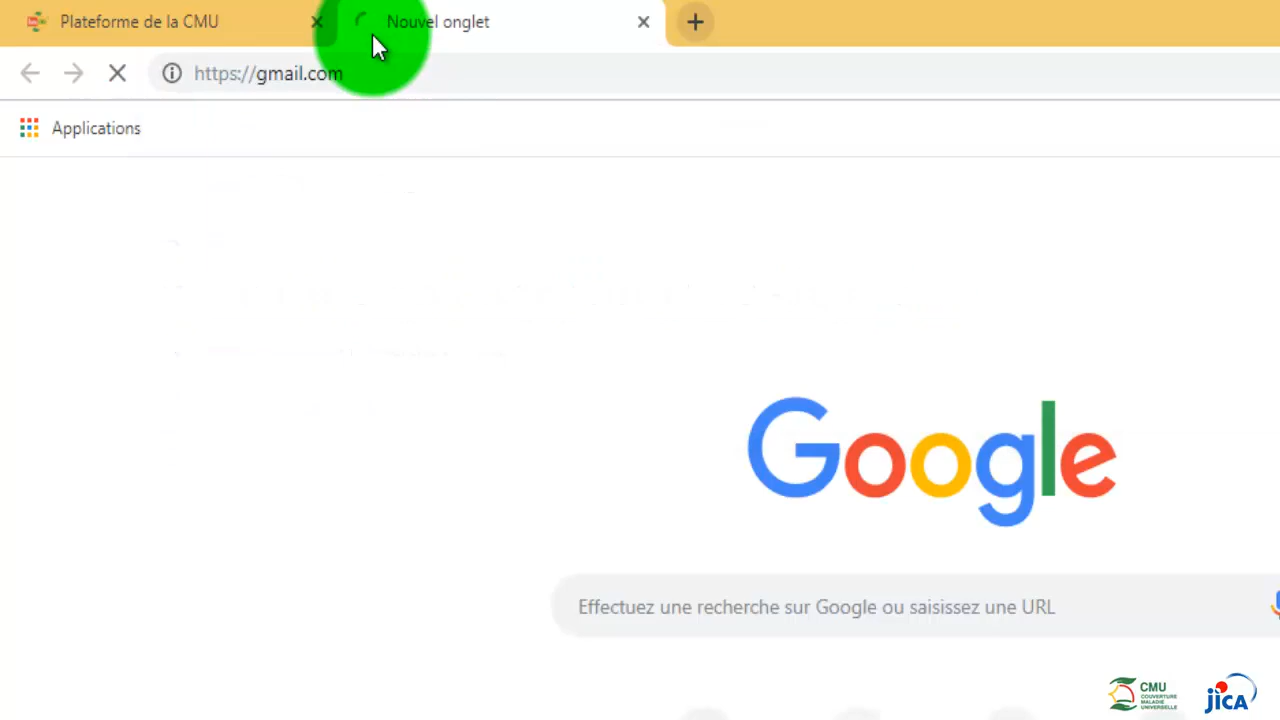 Plateforme de la CMU
Nouvel onglet
https://gmail.com
Applications
Google
Effectuez une recherche sur Google ou saisissez une URL
CMU
COUVERTURE
MALADIE
UNIVERSELLE
JICA